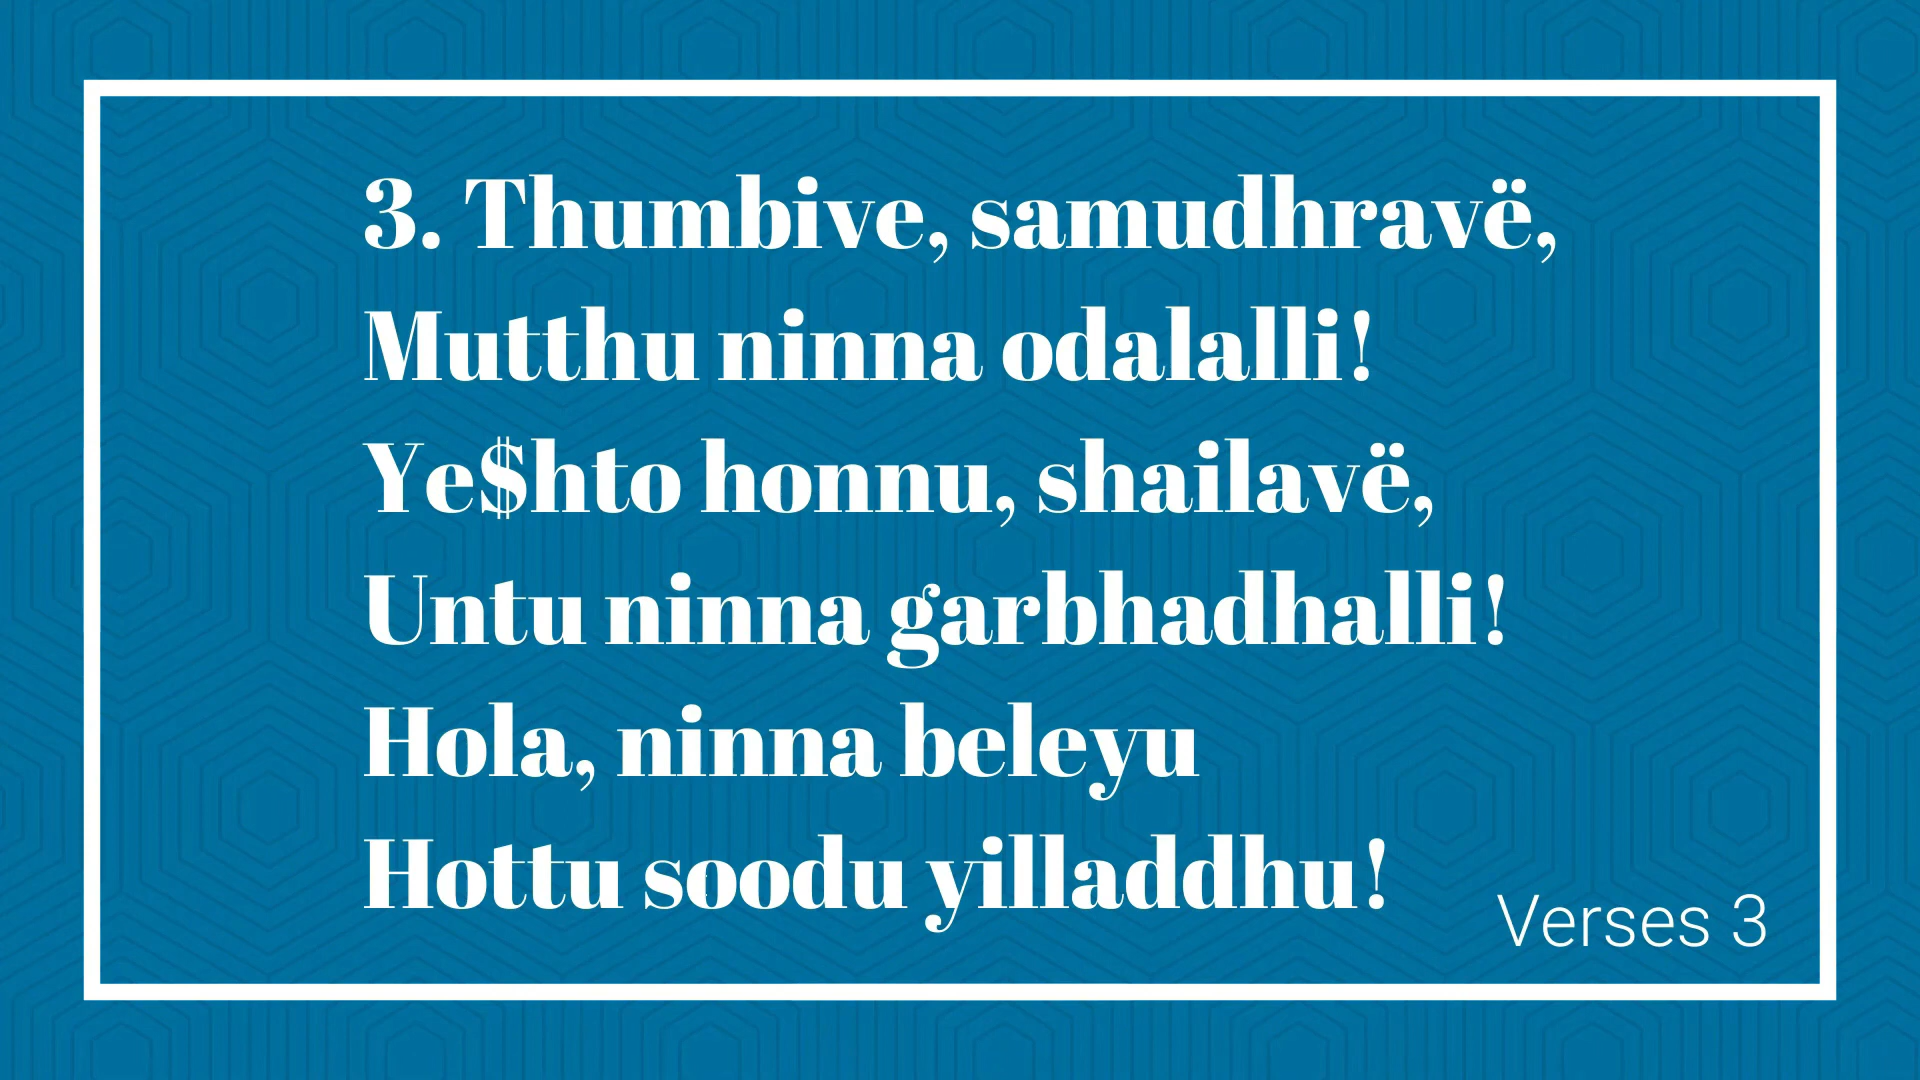 3. Thumbive, samudhravë,
Mutthu ninna odalalli!
Ye$hto honnu, shailavë,
Untu ninna garbhadhalli!
Hola, ninna beleyu
Hottu soodu yilladdhu!
Verses 3